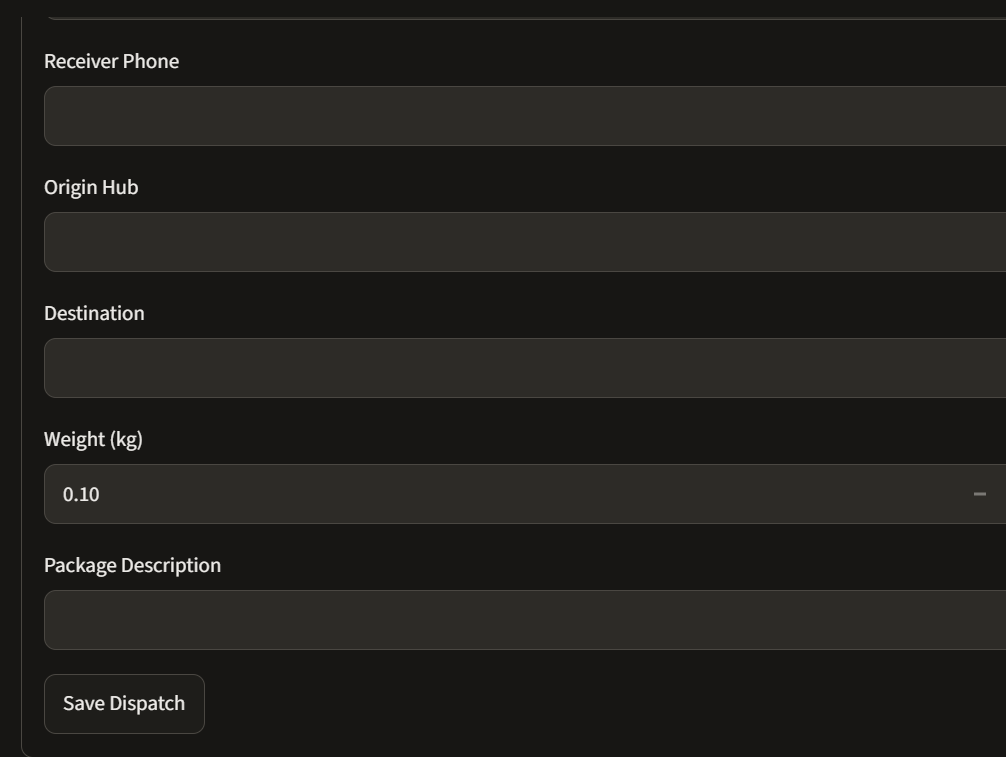 Receiver Phone
Origin Hub
Destination
Weight (kg)
0.10
Package Description
Save Dispatch